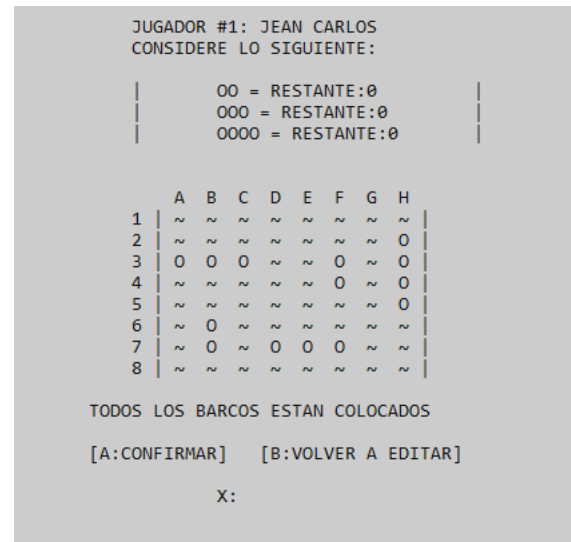 JUGADOR #1: JEAN CARLOS
CONSIDERE LO SIGUIENTE:
| OO = RESTANTE:0 |
| OOO = RESTANTE:0 |
| OOOO = RESTANTE:0 |
A B C D E F G H
1 | ~ ~ ~ ~ ~ ~ ~ ~ |
2 | ~ ~ ~ ~ ~ ~ ~ O |
3 | O O O ~ ~ O ~ O |
4 | ~ ~ ~ ~ ~ O ~ O |
5 | ~ ~ ~ ~ ~ ~ ~ O |
6 | ~ O ~ ~ ~ ~ ~ ~ |
7 | ~ O ~ O O O ~ ~ |
8 | ~ ~ ~ ~ ~ ~ ~ ~ |
TODOS LOS BARCOS ESTAN COLOCADOS
[A:CONFIRMAR] [B:VOLVER A EDITAR]
X: